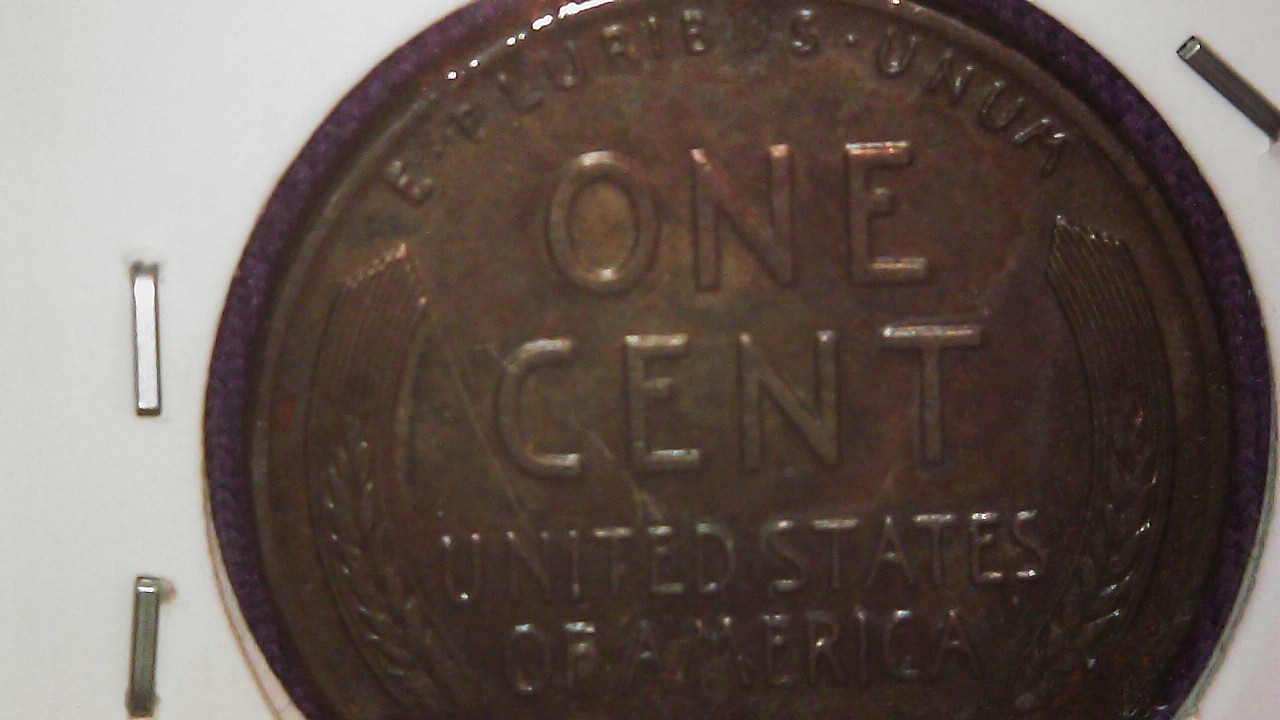 E·PLURIBUS·UNUM
ONE
CENT
UNITED STATES
OF AMERICA